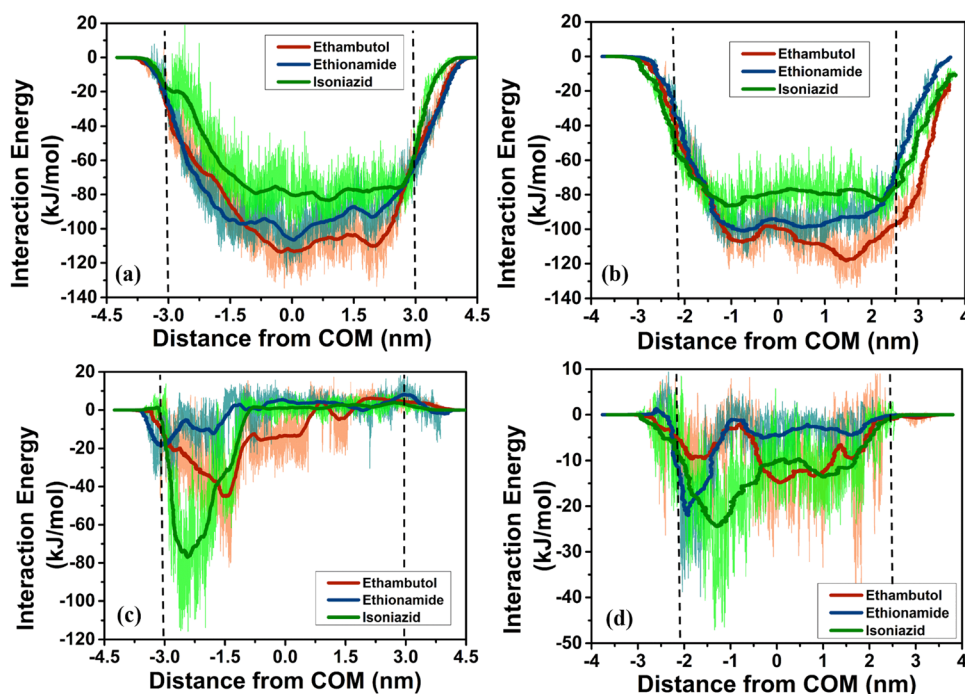 20
0
-20
-40
-60
-80
-100
-120
-140
Interaction Energy
(kJ/mol)
Ethambutol
Ethionamide
Isoniazid
(a)
-4.5 -3.0 -1.5 0.0 1.5 3.0 4.5
Distance from COM (nm)
20
0
-20
-40
-60
-80
-100
-120
-140
Interaction Energy
(kJ/mol)
Ethambutol
Ethionamide
Isoniazid
(b)
-4 -3 -2 -1 0 1 2 3 4
Distance from COM (nm)
20
0
-20
-40
-60
-80
-100
-120
Interaction Energy
(kJ/mol)
Ethambutol
Ethionamide
Isoniazid
(c)
-4.5 -3.0 -1.5 0.0 1.5 3.0 4.5
Distance from COM (nm)
10
0
-10
-20
-30
-40
-50
Interaction Energy
(kJ/mol)
Ethambutol
Ethionamide
Isoniazid
(d)
-4 -3 -2 -1 0 1 2 3 4
Distance from COM (nm)